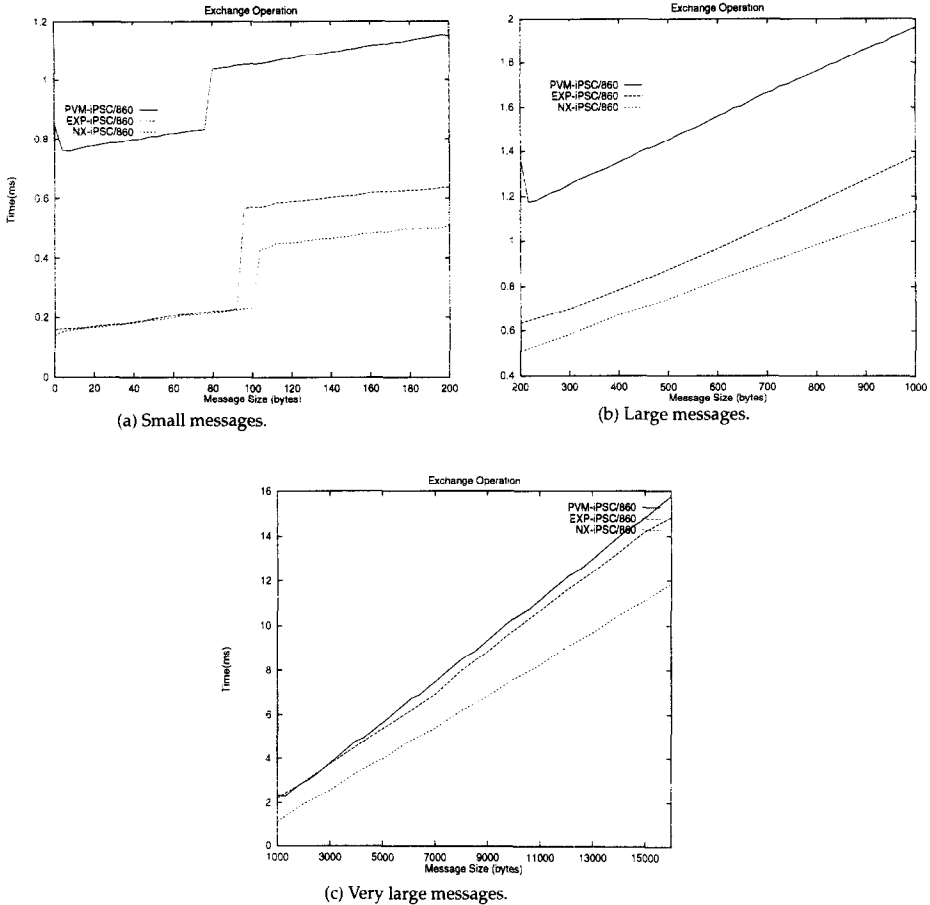 Exchange Operation
1.2
1
0.8
0.6
0.4
0.2
0
Time(ms)
PVM-iPSC/860
EXP-iPSC/860
NX-iPSC/860
0 20 40 60 80 100 120 140 160 180 200
Message Size (bytes)
(a) Small messages.
Exchange Operation
2
1.8
1.6
1.4
1.2
1
0.8
0.6
0.4
PVM-iPSC/860
EXP-iPSC/860
NX-iPSC/860
200 300 400 500 600 700 800 900 1000
Message Size (bytes)
(b) Large messages.
Exchange Operation
16
14
12
10
8
6
4
2
0
Time(ms)
PVM-iPSC/860
EXP-iPSC/860
NX-iPSC/860
1000 3000 5000 7000 9000 11000 13000 15000
Message Size (bytes)
(c) Very large messages.